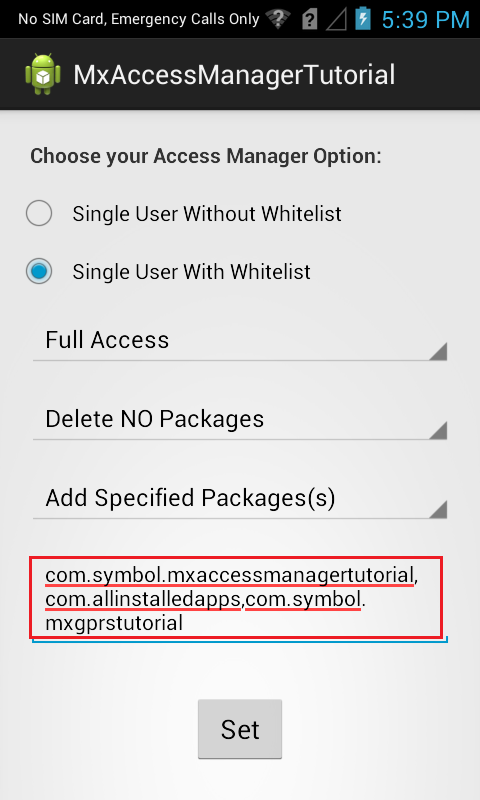 No SIM Card, Emergency Calls Only
5:39 PM
MxAccessManagerTutorial
Choose your Access Manager Option:
Single User Without Whitelist
Single User With Whitelist
Full Access
Delete NO Packages
Add Specified Packages(s)
com.symbol.mxaccessmanagertutorial,
com.allinstalledapps,com.symbol.
mxgprstutorial
Set